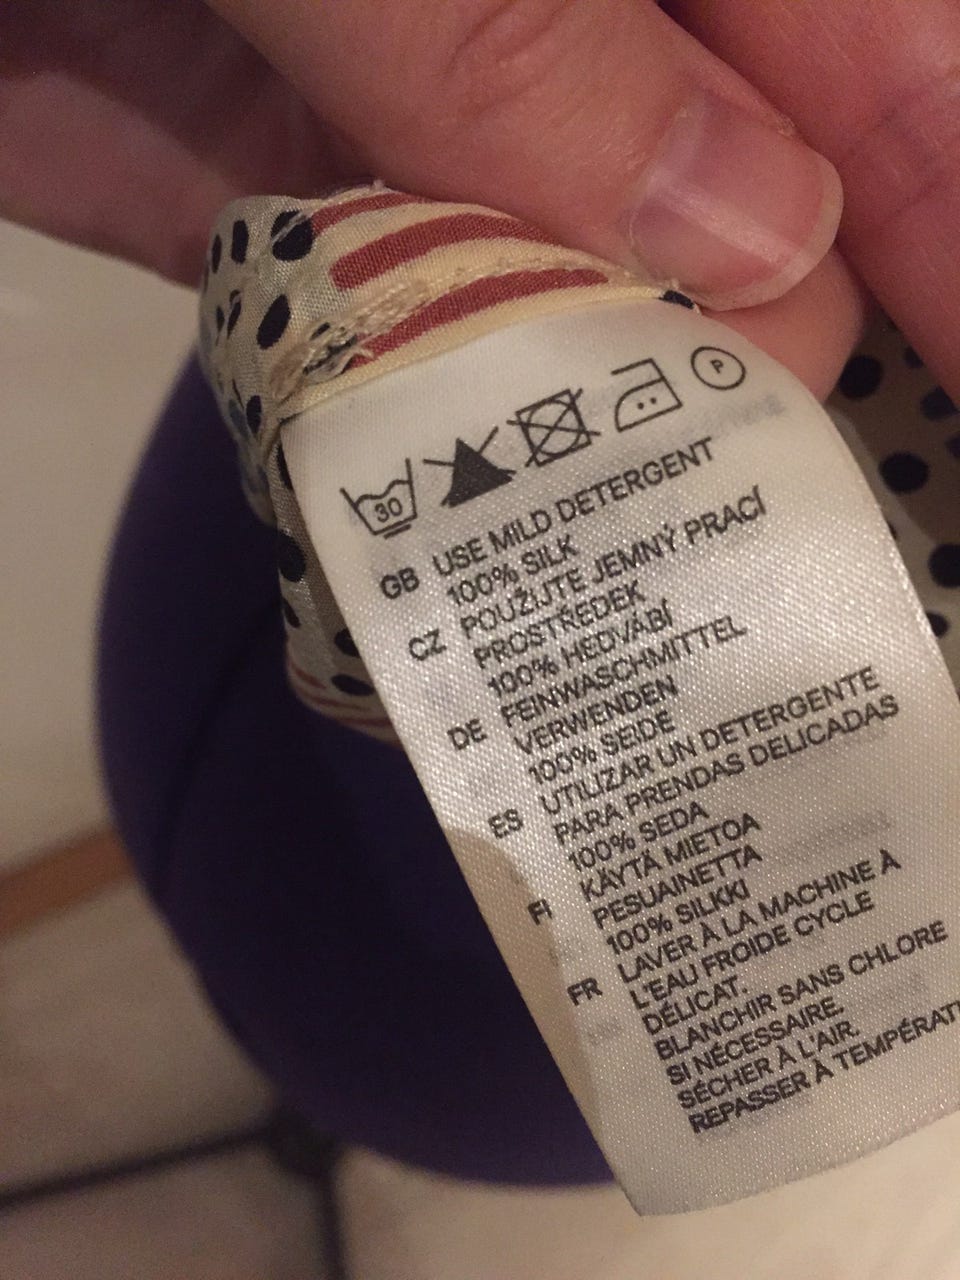 30
P
GB USE MILD DETERGENT
100% SILK
CZ POUŽIJTE JEMNÝ PRACÍ
PROSTŘEDEK
100% HEDVÁBÍ
DE FEINWASCHMITTEL
VERWENDEN
100% SEIDE
ES UTILIZAR UN DETERGENTE
PARA PRENDAS DELICADAS
100% SEDA
FI KÄYTÄ MIETOA
PESUAINETTA
100% SILKKI
FR LAVER À LA MACHINE À
L'EAU FROIDE CYCLE
DÉLICAT.
BLANCHIR SANS CHLORE
SI NÉCESSAIRE.
SÉCHER À L'AIR.
REPASSER À TEMPÉRAT